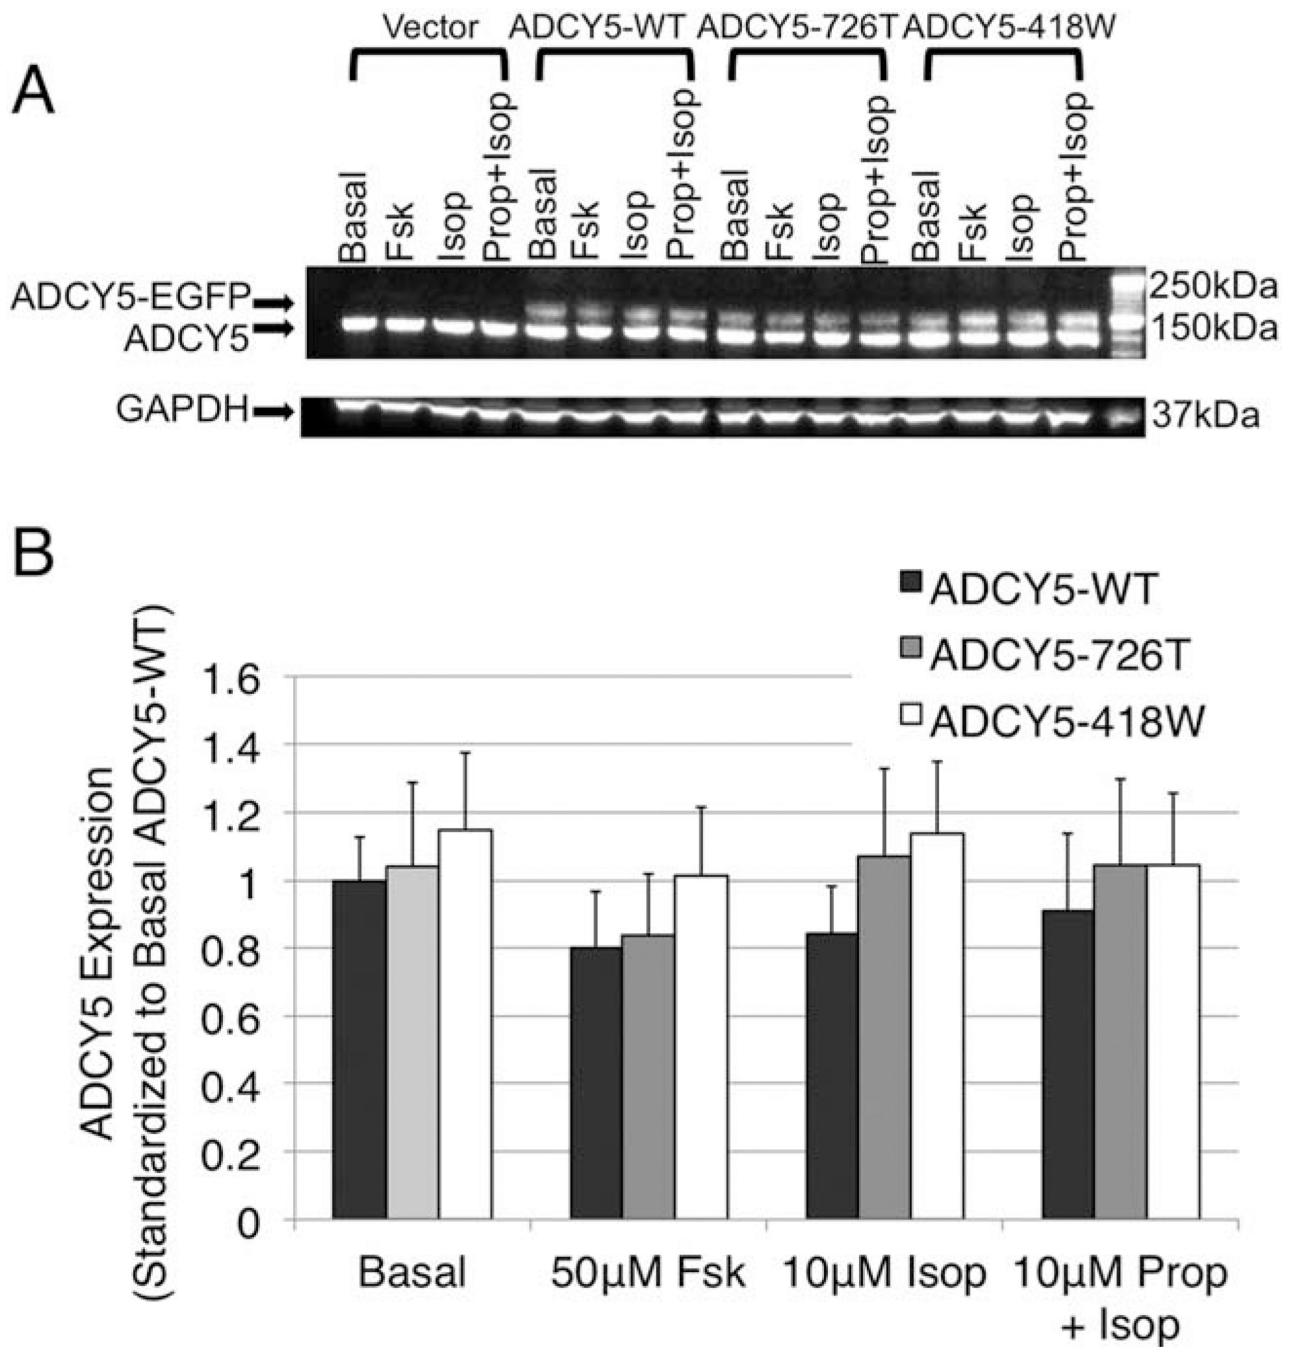 A
Vector ADCY5-WT ADCY5-726T ADCY5-418W
Basal Fsk Isop Prop+Isop Basal Fsk Isop Prop+Isop Basal Fsk Isop Prop+Isop Basal Fsk Isop Prop+Isop
ADCY5-EGFP 250kDa
ADCY5 150kDa
GAPDH 37kDa
B
ADCY5-WT
ADCY5-726T
ADCY5-418W
ADCY5 Expression
(Standardized to Basal ADCY5-WT)
1.6
1.4
1.2
1
0.8
0.6
0.4
0.2
0
Basal 50µM Fsk 10µM Isop 10µM Prop
+ Isop